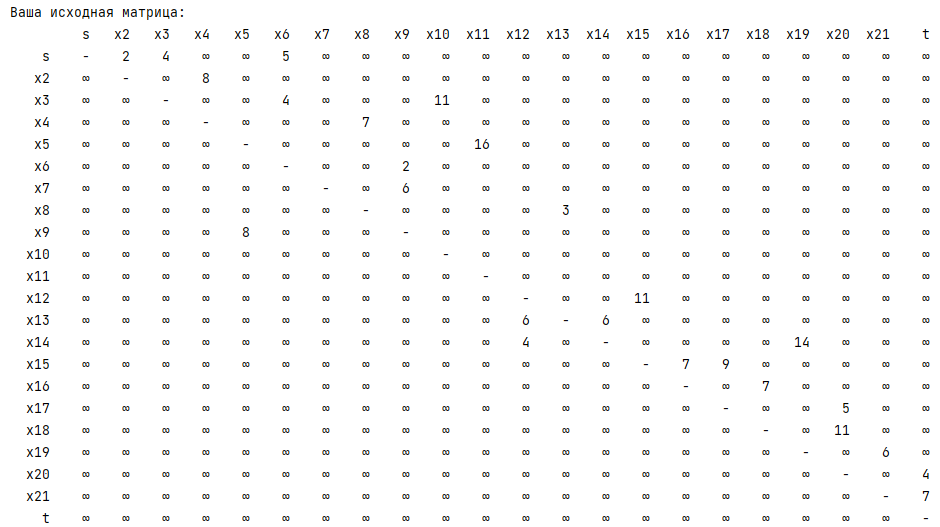 Ваша исходная матрица:
s x2 x3 x4 x5 x6 x7 x8 x9 x10 x11 x12 x13 x14 x15 x16 x17 x18 x19 x20 x21 t
s - 2 4 ∞ ∞ 5 ∞ ∞ ∞ ∞ ∞ ∞ ∞ ∞ ∞ ∞ ∞ ∞ ∞ ∞ ∞ ∞
x2 ∞ - ∞ 8 ∞ ∞ ∞ ∞ ∞ ∞ ∞ ∞ ∞ ∞ ∞ ∞ ∞ ∞ ∞ ∞ ∞ ∞
x3 ∞ ∞ - ∞ ∞ 4 ∞ ∞ ∞ 11 ∞ ∞ ∞ ∞ ∞ ∞ ∞ ∞ ∞ ∞ ∞ ∞
x4 ∞ ∞ ∞ - ∞ ∞ ∞ 7 ∞ ∞ ∞ ∞ ∞ ∞ ∞ ∞ ∞ ∞ ∞ ∞ ∞ ∞
x5 ∞ ∞ ∞ ∞ - ∞ ∞ ∞ ∞ ∞ 16 ∞ ∞ ∞ ∞ ∞ ∞ ∞ ∞ ∞ ∞ ∞
x6 ∞ ∞ ∞ ∞ ∞ - ∞ ∞ 2 ∞ ∞ ∞ ∞ ∞ ∞ ∞ ∞ ∞ ∞ ∞ ∞ ∞
x7 ∞ ∞ ∞ ∞ ∞ ∞ - ∞ 6 ∞ ∞ ∞ ∞ ∞ ∞ ∞ ∞ ∞ ∞ ∞ ∞ ∞
x8 ∞ ∞ ∞ ∞ ∞ ∞ ∞ - ∞ ∞ ∞ ∞ 3 ∞ ∞ ∞ ∞ ∞ ∞ ∞ ∞ ∞
x9 ∞ ∞ ∞ ∞ 8 ∞ ∞ ∞ - ∞ ∞ ∞ ∞ ∞ ∞ ∞ ∞ ∞ ∞ ∞ ∞ ∞
x10 ∞ ∞ ∞ ∞ ∞ ∞ ∞ ∞ ∞ - ∞ ∞ ∞ ∞ ∞ ∞ ∞ ∞ ∞ ∞ ∞ ∞
x11 ∞ ∞ ∞ ∞ ∞ ∞ ∞ ∞ ∞ ∞ - ∞ ∞ ∞ ∞ ∞ ∞ ∞ ∞ ∞ ∞ ∞
x12 ∞ ∞ ∞ ∞ ∞ ∞ ∞ ∞ ∞ ∞ ∞ - ∞ ∞ 11 ∞ ∞ ∞ ∞ ∞ ∞ ∞
x13 ∞ ∞ ∞ ∞ ∞ ∞ ∞ ∞ ∞ ∞ ∞ 6 - 6 ∞ ∞ ∞ ∞ ∞ ∞ ∞ ∞
x14 ∞ ∞ ∞ ∞ ∞ ∞ ∞ ∞ ∞ ∞ ∞ 4 ∞ - ∞ ∞ ∞ ∞ 14 ∞ ∞ ∞
x15 ∞ ∞ ∞ ∞ ∞ ∞ ∞ ∞ ∞ ∞ ∞ ∞ ∞ ∞ - 7 9 ∞ ∞ ∞ ∞ ∞
x16 ∞ ∞ ∞ ∞ ∞ ∞ ∞ ∞ ∞ ∞ ∞ ∞ ∞ ∞ ∞ - ∞ 7 ∞ ∞ ∞ ∞
x17 ∞ ∞ ∞ ∞ ∞ ∞ ∞ ∞ ∞ ∞ ∞ ∞ ∞ ∞ ∞ ∞ - ∞ ∞ 5 ∞ ∞
x18 ∞ ∞ ∞ ∞ ∞ ∞ ∞ ∞ ∞ ∞ ∞ ∞ ∞ ∞ ∞ ∞ ∞ - ∞ 11 ∞ ∞
x19 ∞ ∞ ∞ ∞ ∞ ∞ ∞ ∞ ∞ ∞ ∞ ∞ ∞ ∞ ∞ ∞ ∞ ∞ - ∞ 6 ∞
x20 ∞ ∞ ∞ ∞ ∞ ∞ ∞ ∞ ∞ ∞ ∞ ∞ ∞ ∞ ∞ ∞ ∞ ∞ ∞ - ∞ 4
x21 ∞ ∞ ∞ ∞ ∞ ∞ ∞ ∞ ∞ ∞ ∞ ∞ ∞ ∞ ∞ ∞ ∞ ∞ ∞ ∞ - 7
t ∞ ∞ ∞ ∞ ∞ ∞ ∞ ∞ ∞ ∞ ∞ ∞ ∞ ∞ ∞ ∞ ∞ ∞ ∞ ∞ ∞ -